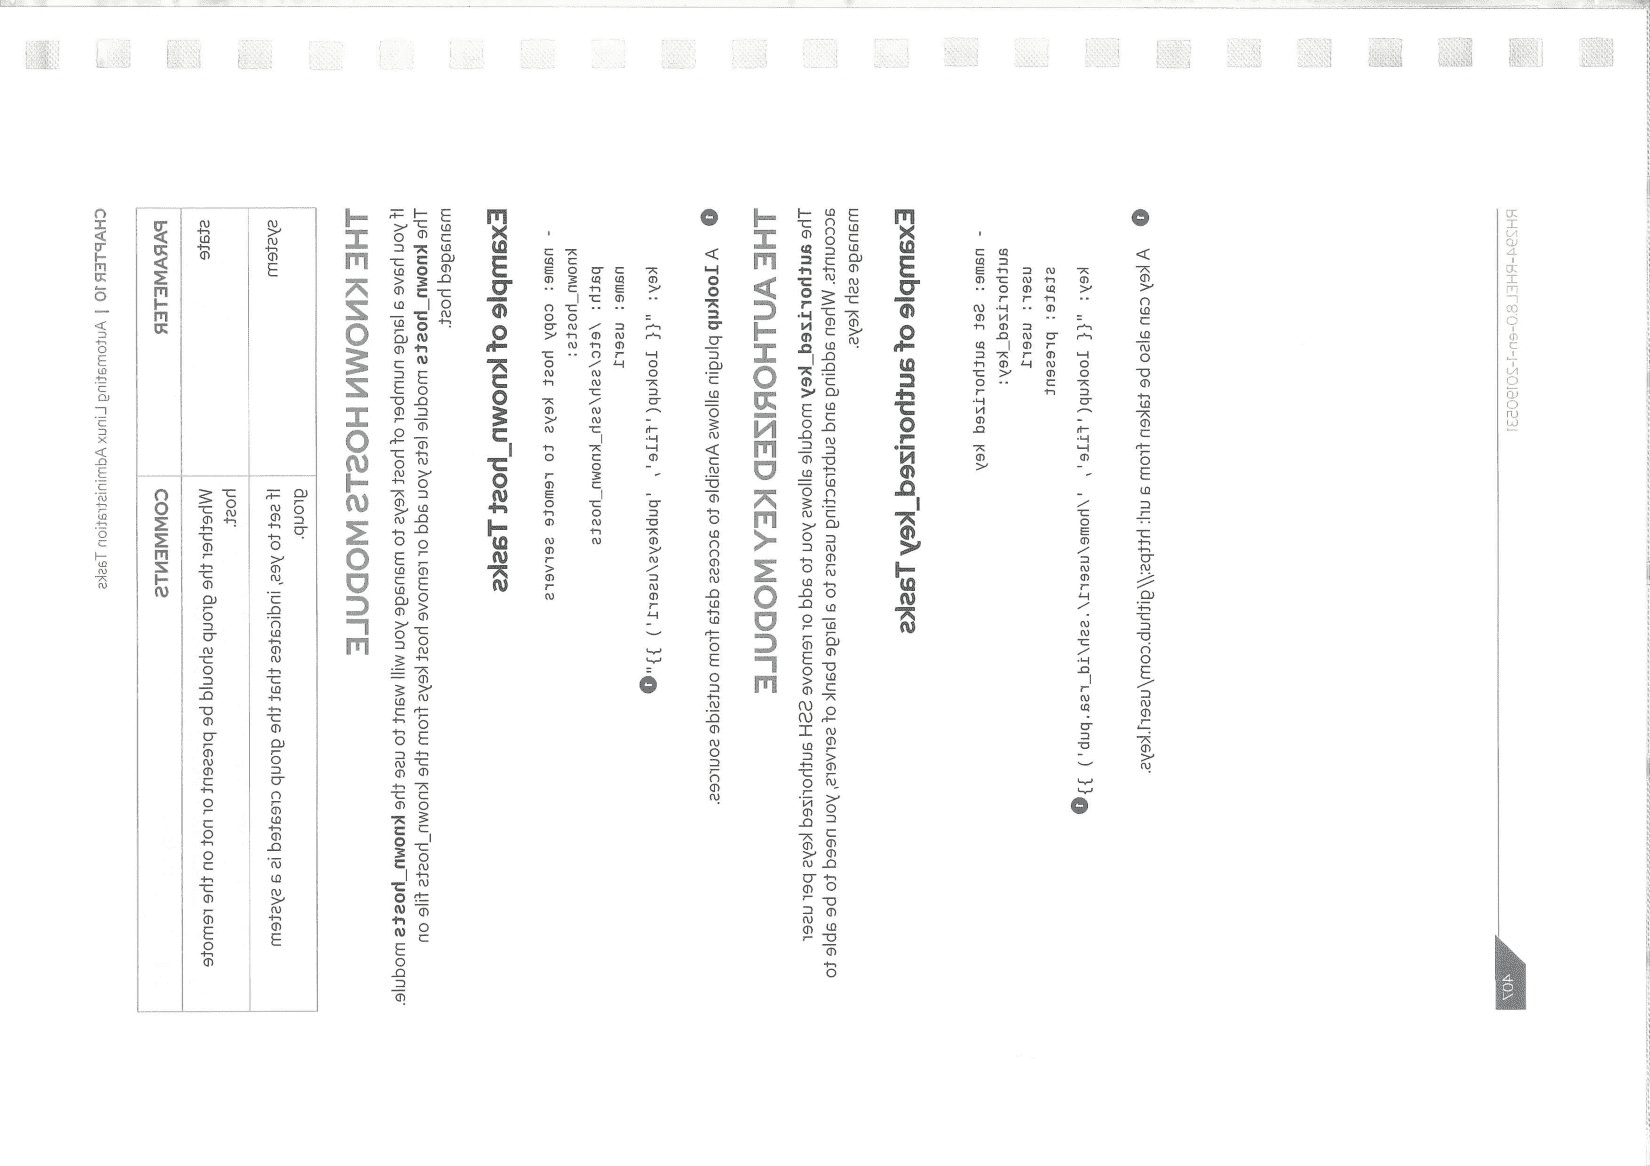 CHAPTER 10 | Automating Linux Administration Tasks
PARAMETER COMMENTS
state Whether the group should be present or not on the remote
host.
system If set to yes, indicates that the group created is a system
group.
THE KNOWN HOSTS MODULE
If you have a large number of host keys to manage you will want to use the known_hosts module.
The known_hosts module lets you add or remove host keys from the known_hosts file on
managed host.
Example of known_host Tasks
- name: copy host keys to remote servers
known_hosts:
path: /etc/ssh/ssh_known_hosts
name: user1
key: "{{ lookup('file', 'pubkeys/user1') }}" 1
1 A lookup plugin allows Ansible to access data from outside sources.
THE AUTHORIZED KEY MODULE
The authorized_key module allows you to add or remove SSH authorized keys per user
accounts. When adding and subtracting users to a large bank of servers, you need to be able to
manage ssh keys.
Example of authorized_key Tasks
- name: Set authorized key
authorized_key:
user: user1
state: present
key: "{{ lookup('file', '/home/user1/.ssh/id_rsa.pub') }} 1
1 A key can also be taken from a url: https://github.com/user1.keys.
RH294-RHEL8.0-en-1-20190531 407